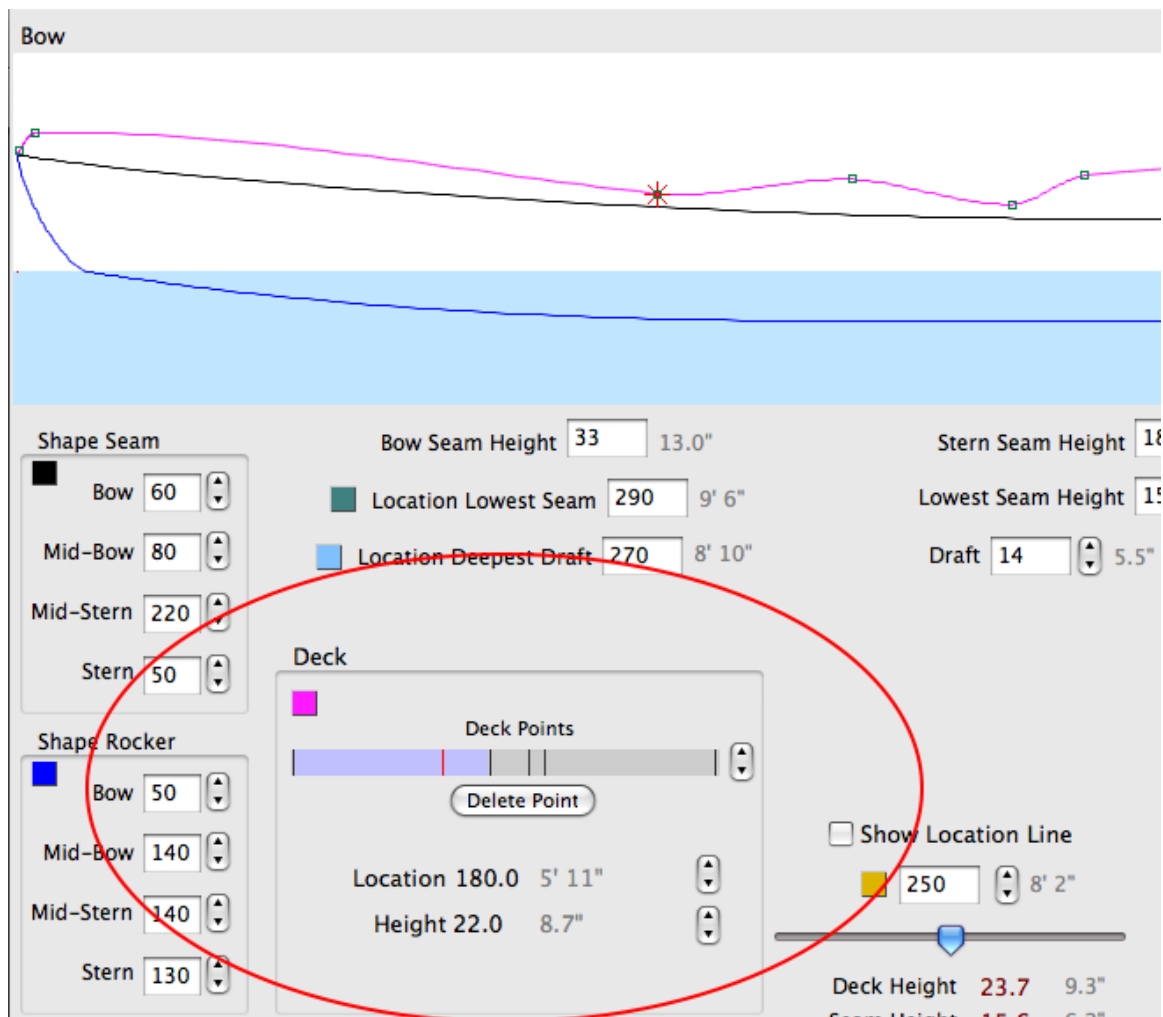 Bow
Shape Seam
Bow 60
Mid-Bow 80
Mid-Stern 220
Stern 50
Bow Seam Height 33 13.0"
Location Lowest Seam 290 9' 6"
Location Deepest Draft 270 8' 10"
Stern Seam Height 18
Lowest Seam Height 15
Draft 14 5.5"
Shape Rocker
Bow 50
Mid-Bow 140
Mid-Stern 140
Stern 130
Deck
Deck Points
Delete Point
Location 180.0 5' 11"
Height 22.0 8.7"
Show Location Line
250 8' 2"
Deck Height 23.7 9.3"